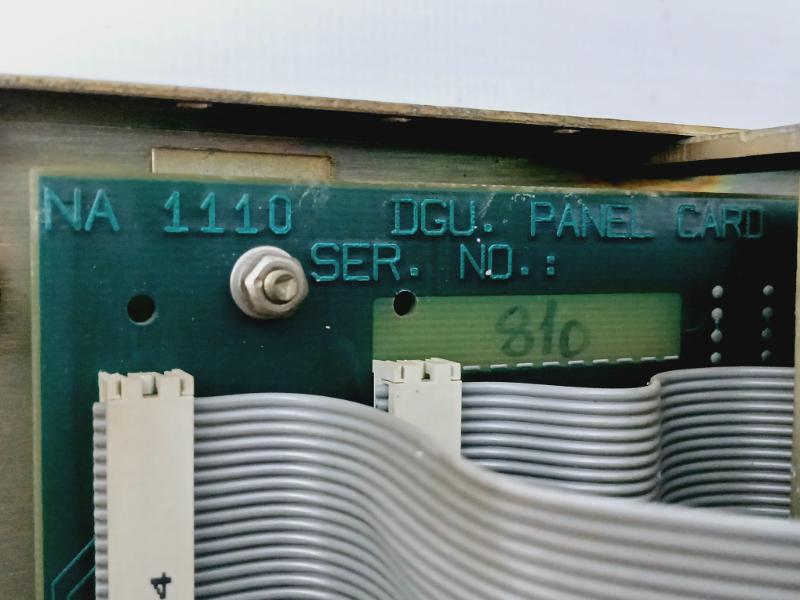 NA 1110 DGU. PANEL CARD
SER. NO.:
810
4